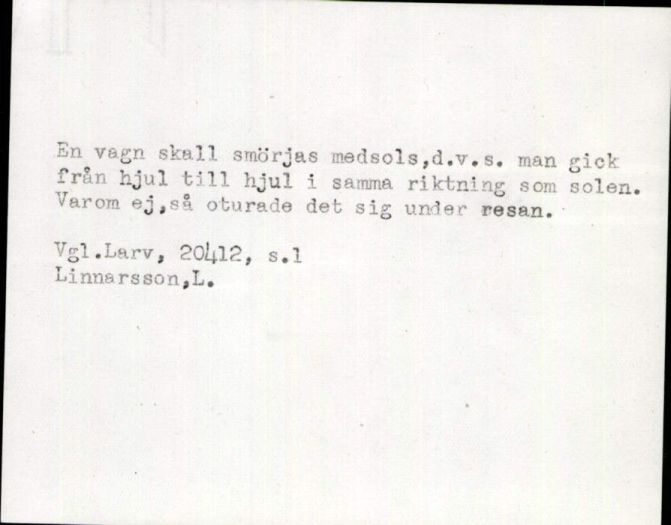 En vagn skall smörjas medsols,d.v.s. man gick
från hjul till hjul i samma riktning som solen.
Varom ej,så oturade det sig under resan.
Vgl.Larv, 20412, s.1
Linnarsson,L.